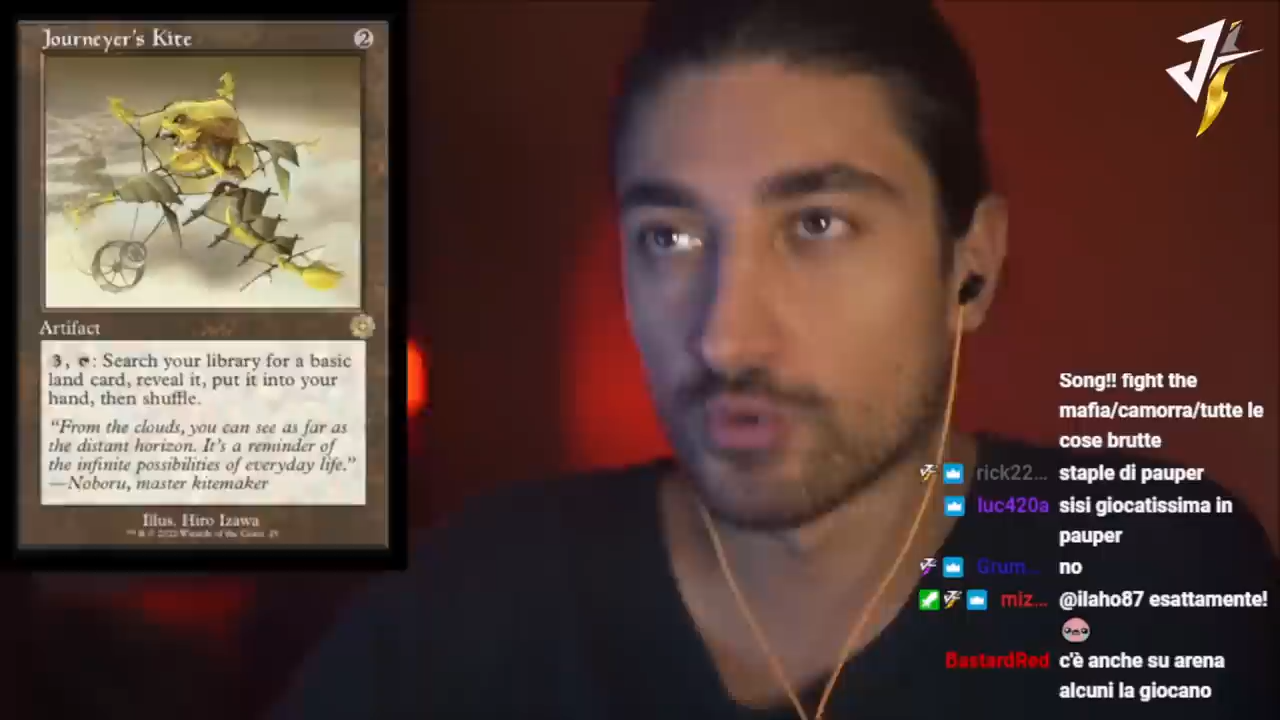 Journeyer's Kite 2
Artifact
3, T: Search your library for a basic
land card, reveal it, put it into your
hand, then shuffle.
"From the clouds, you can see as far as
the distant horizon. It's a reminder of
the infinite possibilities of everyday life."
—Noboru, master kitemaker
Illus. Hiro Izawa
Song!! fight the
mafia/camorra/tutte le
cose brutte
rick22... staple di pauper
luc420a sisi giocatissima in
pauper
Grum... no
miz... @ilaho87 esattamente!
BastardRed c'è anche su arena
alcuni la giocano